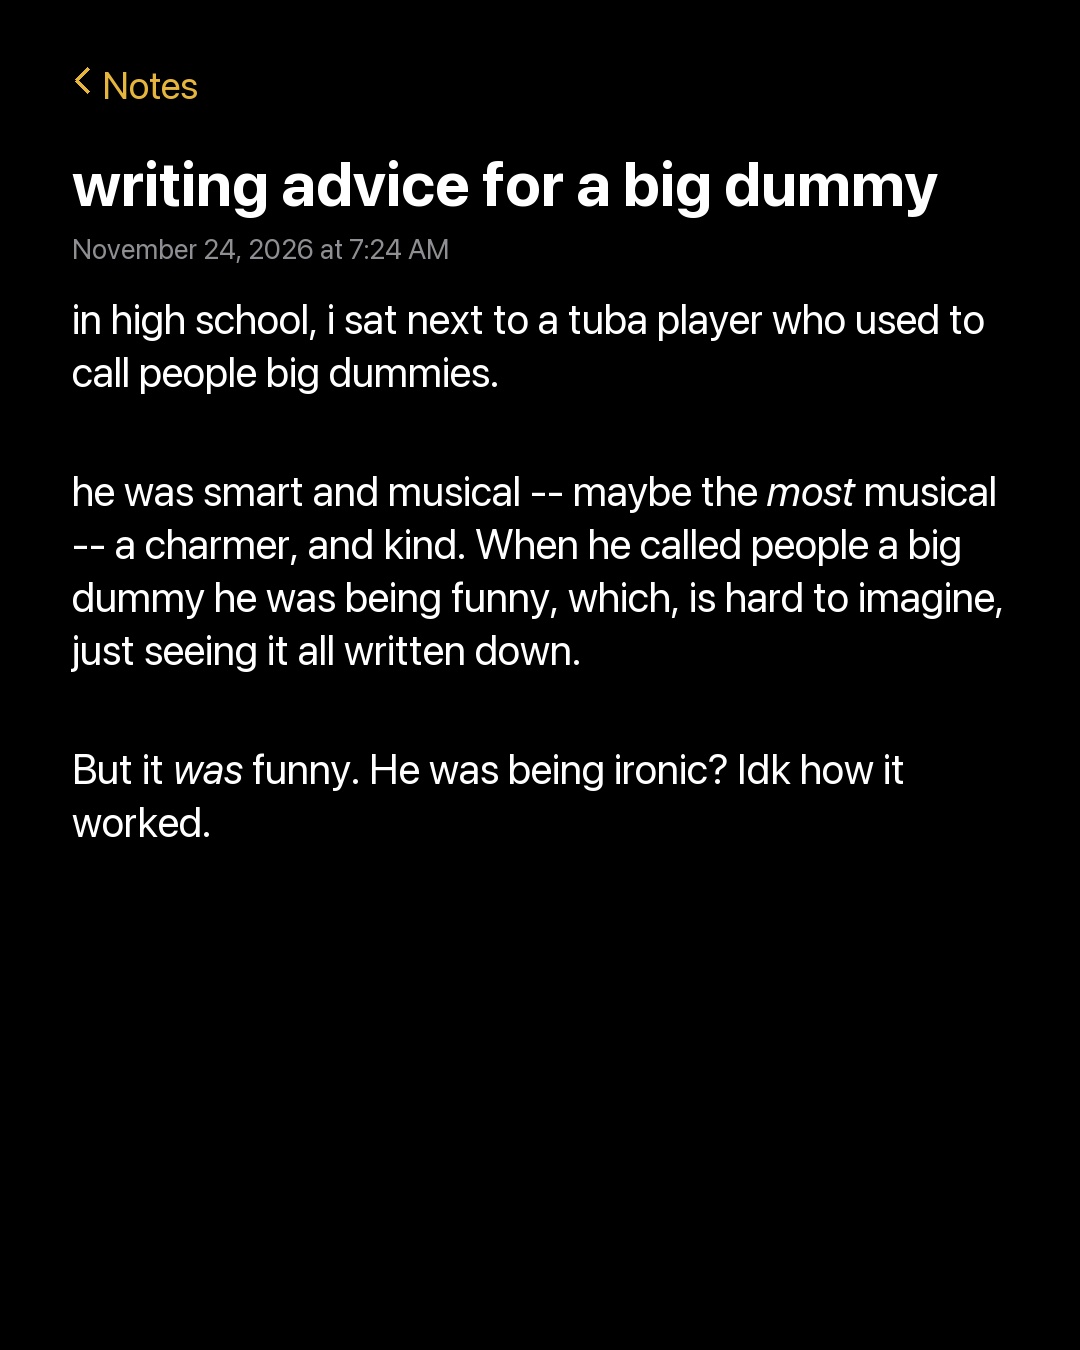 Notes
writing advice for a big dummy
November 24, 2026 at 7:24 AM
in high school, i sat next to a tuba player who used to
call people big dummies.
he was smart and musical -- maybe the most musical
-- a charmer, and kind. When he called people a big
dummy he was being funny, which, is hard to imagine,
just seeing it all written down.
But it was funny. He was being ironic? Idk how it
worked.